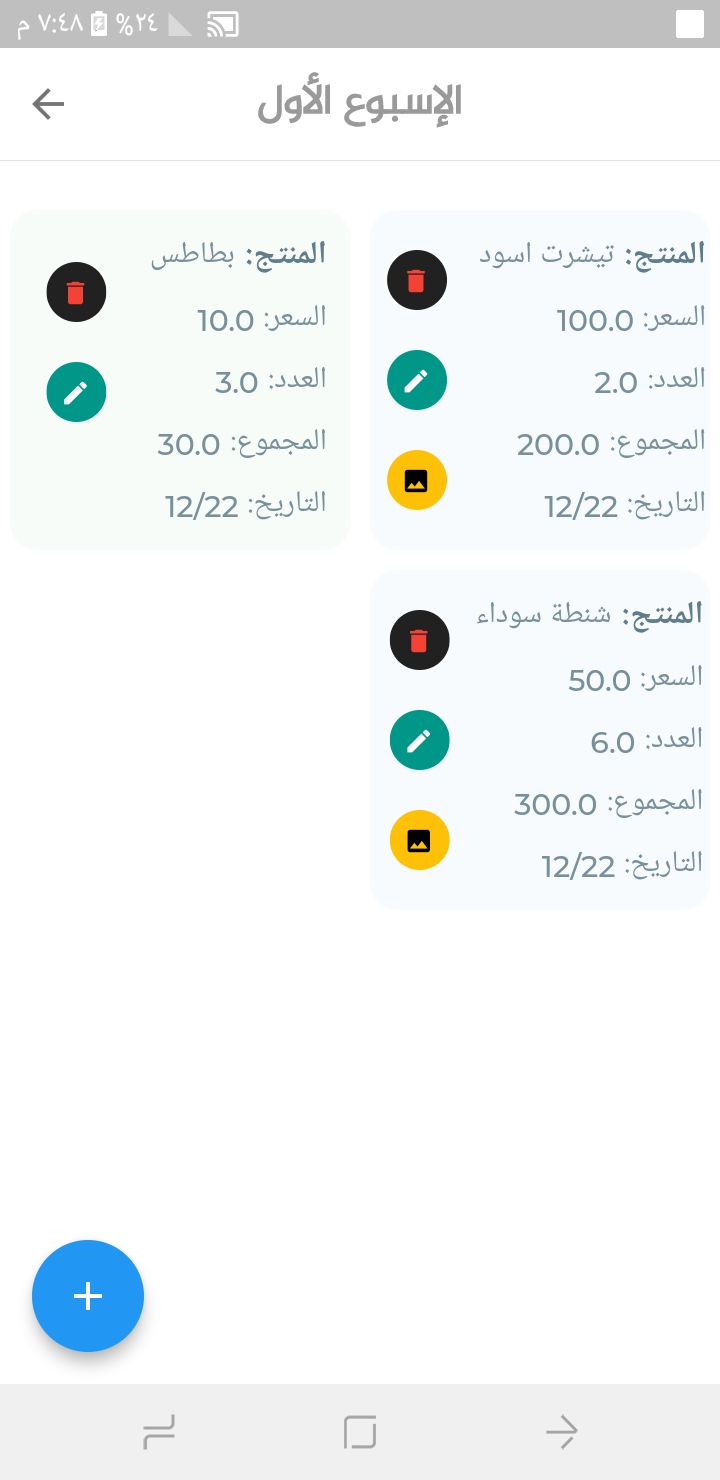 م ٧:٤٨ %٢٤
الإسبوع الأول
المنتج: تيشرت اسود
السعر: 100.0
العدد: 2.0
المجموع: 200.0
التاريخ: 12/22
المنتج: بطاطس
السعر: 10.0
العدد: 3.0
المجموع: 30.0
التاريخ: 12/22
المنتج: شنطة سوداء
السعر: 50.0
العدد: 6.0
المجموع: 300.0
التاريخ: 12/22